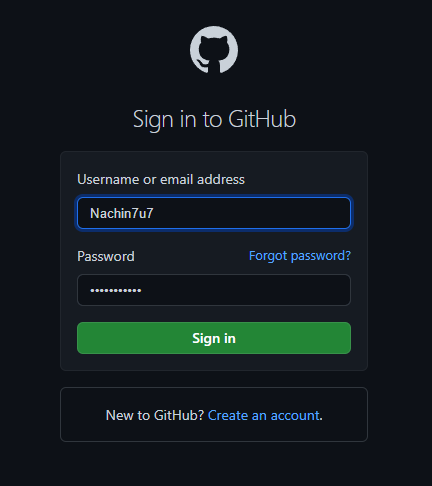 Sign in to GitHub
Username or email address
Nachin7u7
Password Forgot password?
•••••••••••
Sign in
New to GitHub? Create an account.